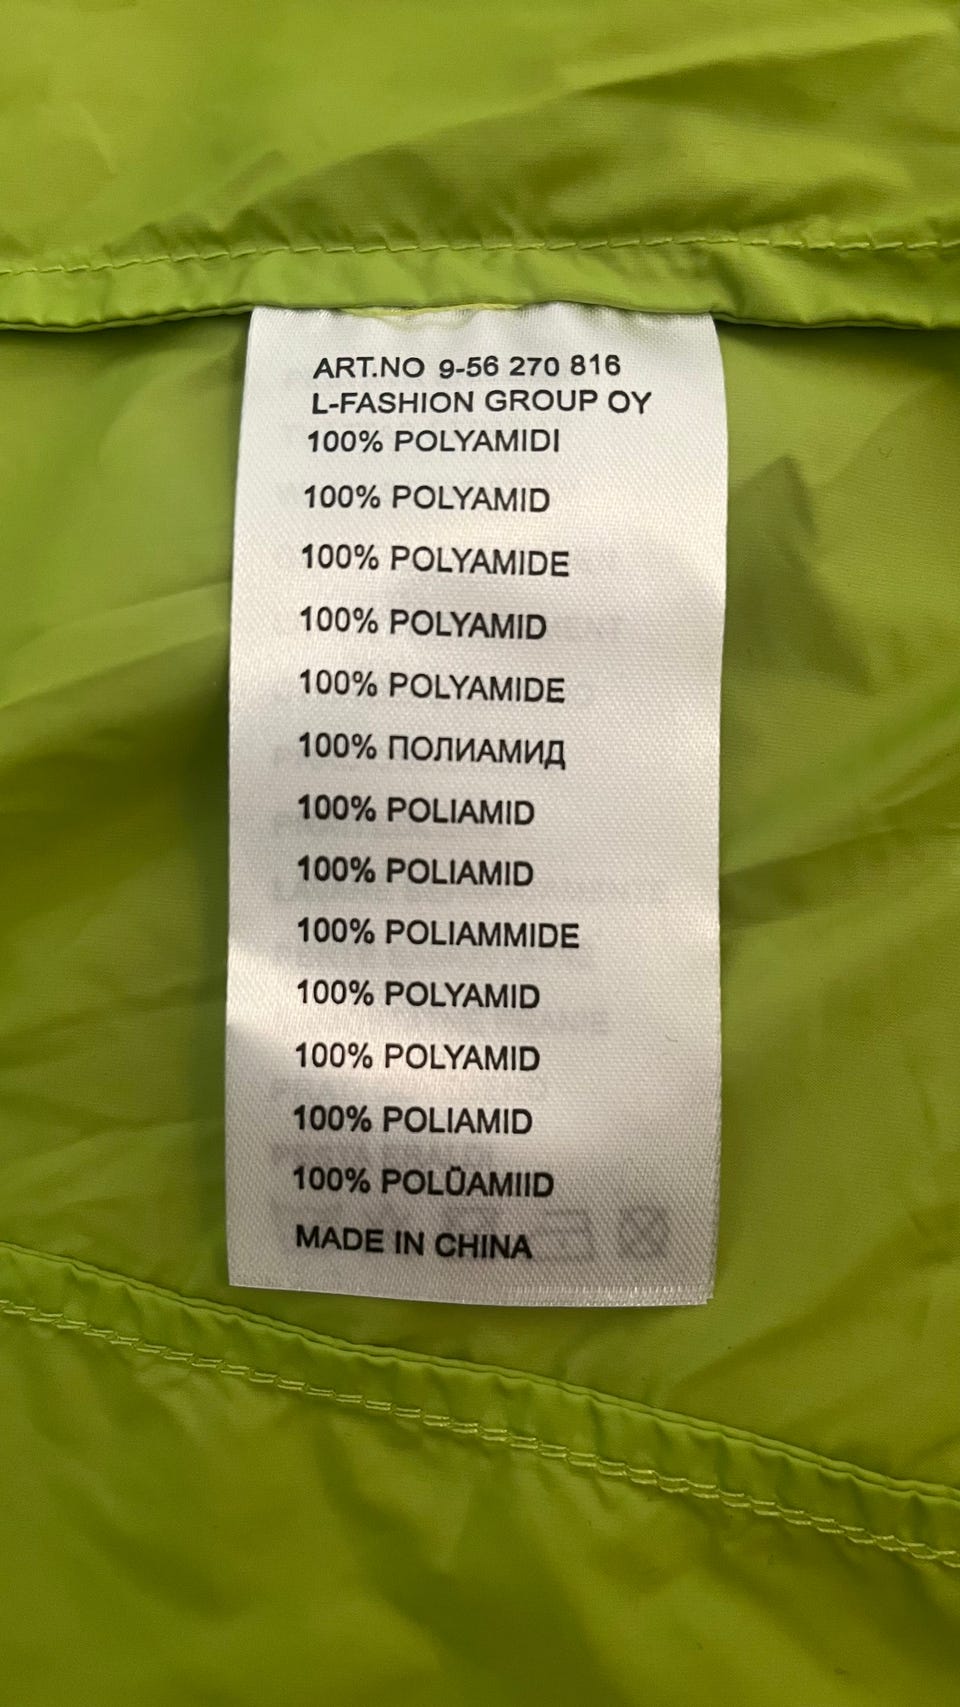 ART.NO 9-56 270 816
L-FASHION GROUP OY
100% POLYAMIDI
100% POLYAMID
100% POLYAMIDE
100% POLYAMID
100% POLYAMIDE
100% ПОЛИАМИД
100% POLIAMID
100% POLIAMID
100% POLIAMMIDE
100% POLYAMID
100% POLYAMID
100% POLIAMID
100% POLÜAMIID
MADE IN CHINA